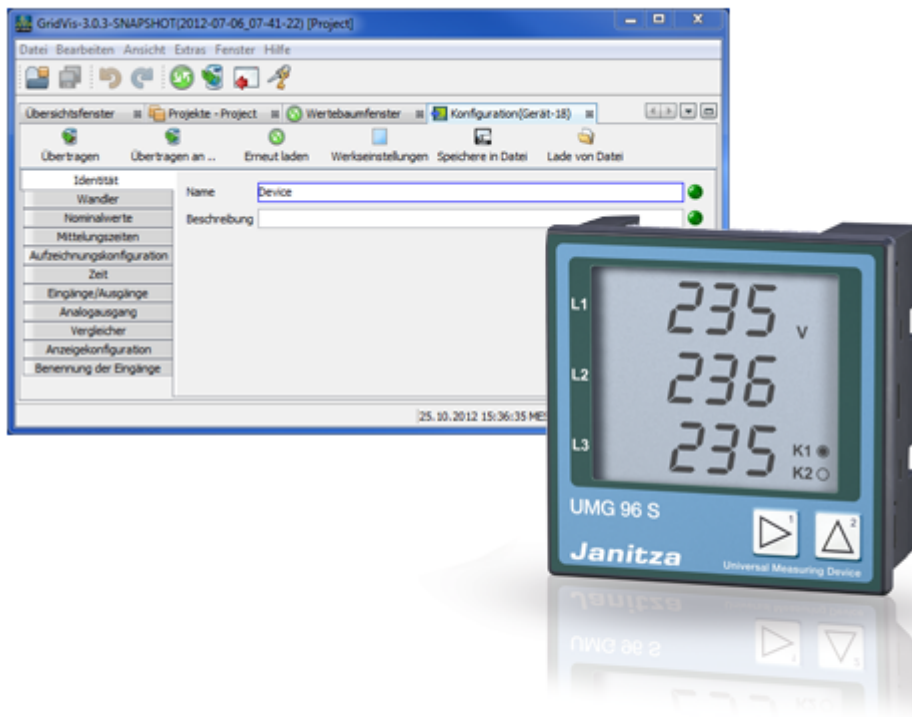 GridVis-3.0.3-SNAPSHOT(2012-07-06_07-41-22) [Project]
Datei Bearbeiten Ansicht Extras Fenster Hilfe
Übersichtsfenster Projekte - Project Wertebaumfenster Konfiguration(Gerät-18)
Übertragen Übertragen an ... Erneut laden Werkseinstellungen Speichere in Datei Lade von Datei
Identität
Wandler
Nominalwerte
Mittelungszeiten
Aufzeichnungskonfiguration
Zeit
Eingänge/Ausgänge
Analogausgang
Vergleicher
Anzeigekonfiguration
Benennung der Eingänge
Name Device
Beschreibung
25.10.2012 15:36:35 MES
L1 235 V
L2 236
L3 235 K1
K2
UMG 96 S
1 2
Janitza
Universal Measuring Device